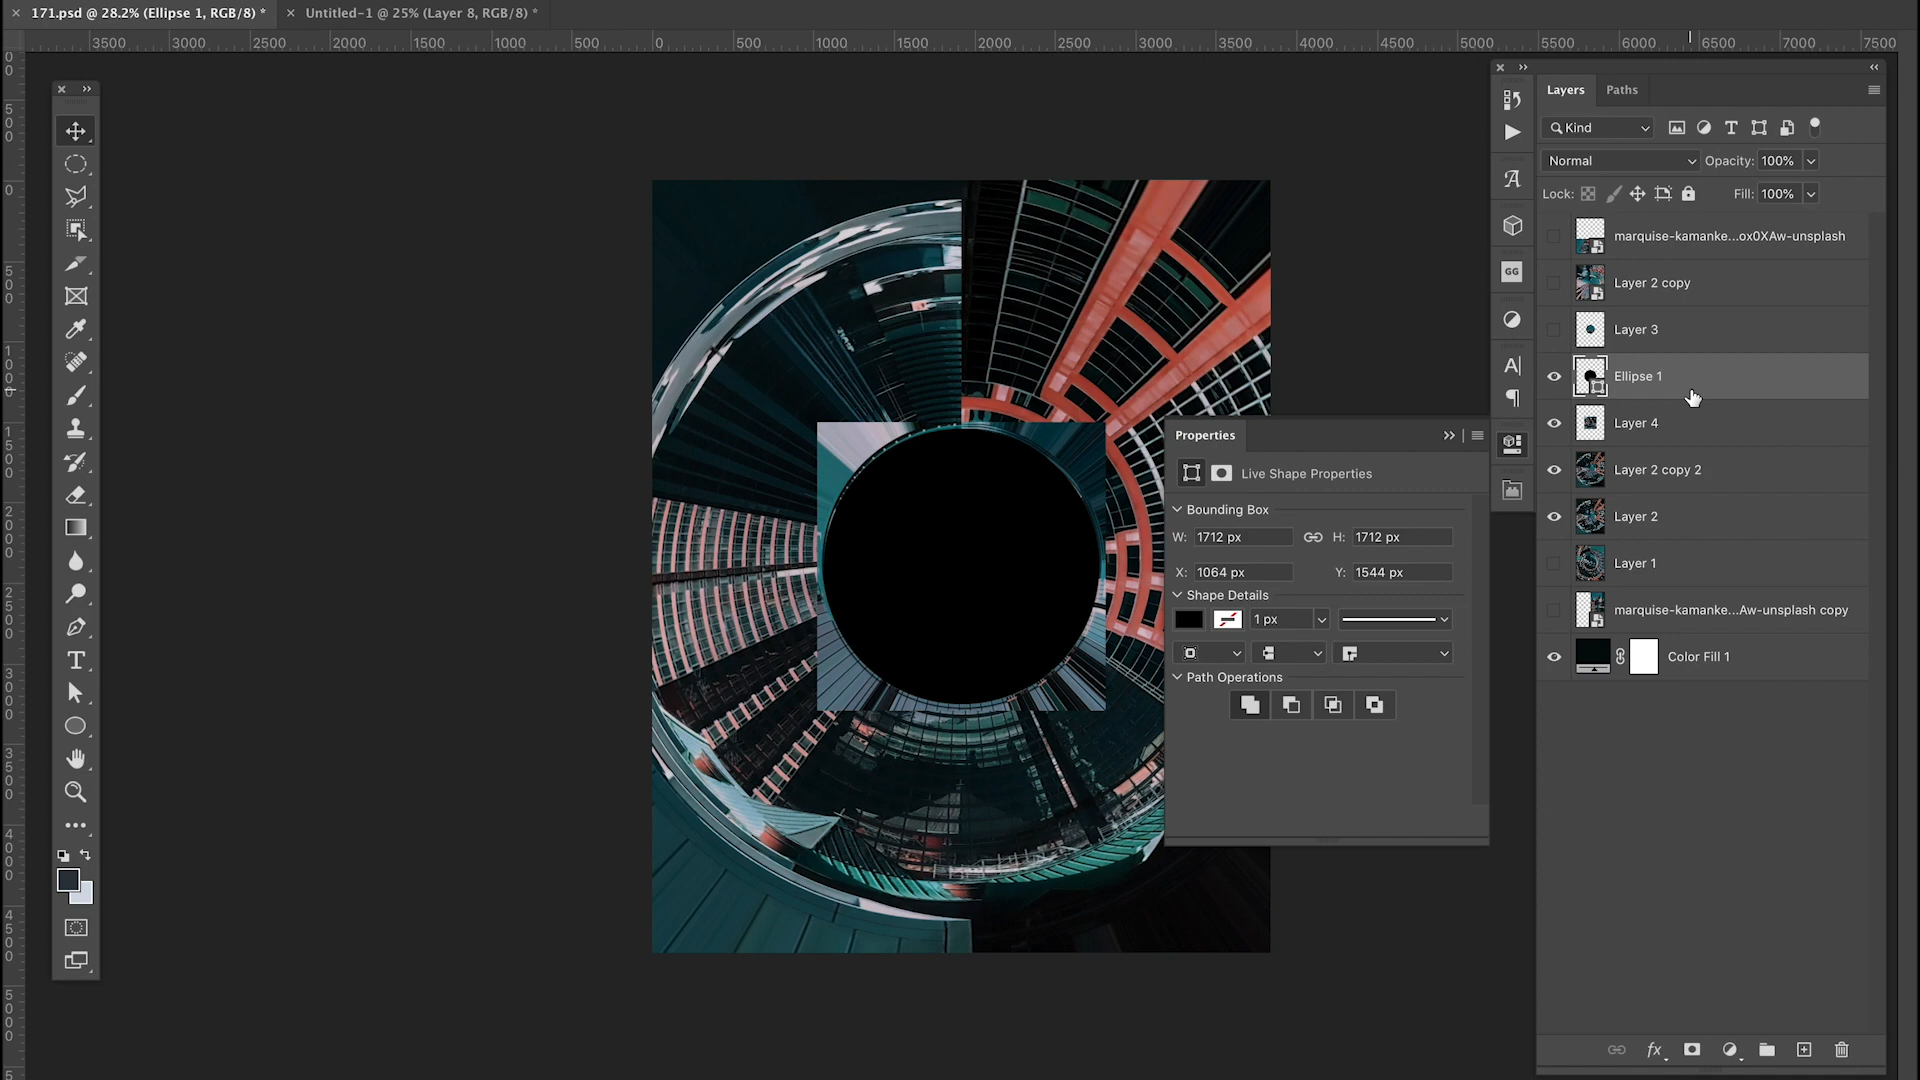 171.psd @ 28.2% (Ellipse 1, RGB/8) *
Untitled-1 @ 25% (Layer 8, RGB/8) *
3500 3000 2500 2000 1500 1000 500 0 500 1000 1500 2000 2500 3000 3500 4000 4500 5000 5500 6000 6500 7000 7500
Layers Paths
Kind
Normal Opacity: 100%
Lock: Fill: 100%
marquise-kamanke...ox0XAw-unsplash
Layer 2 copy
Layer 3
Ellipse 1
Layer 4
Layer 2 copy 2
Layer 2
Layer 1
marquise-kamanke...Aw-unsplash copy
Color Fill 1
GG
Properties
Live Shape Properties
Bounding Box
W: 1712 px H: 1712 px
X: 1064 px Y: 1544 px
Shape Details
1 px
Path Operations
fx